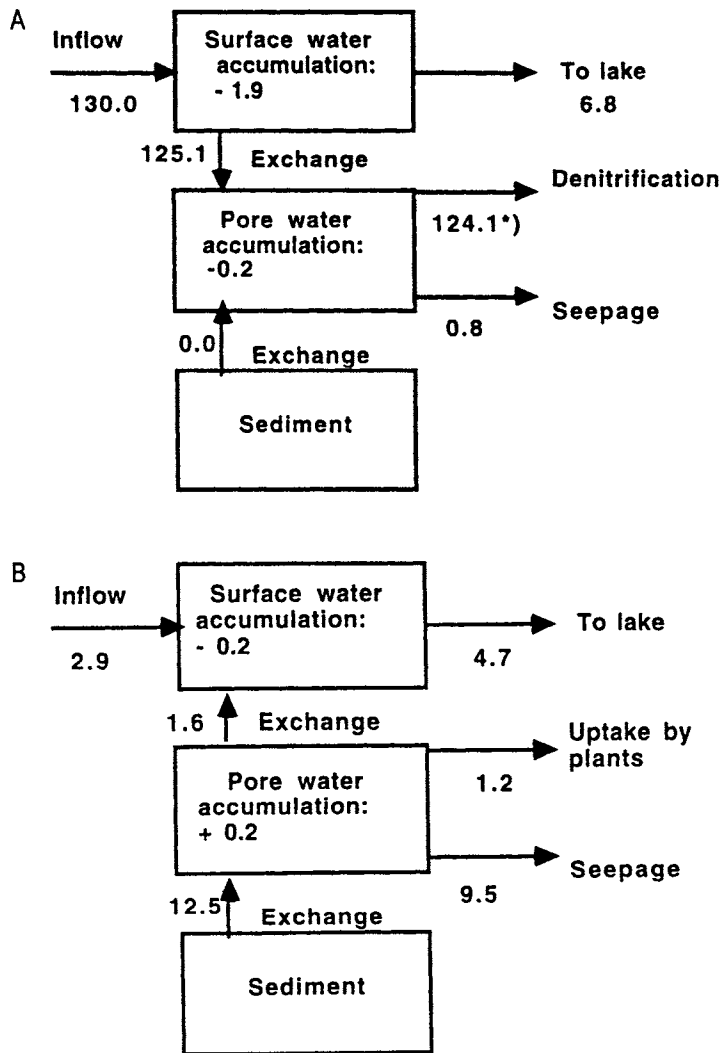 A
Inflow
130.0
Surface water
accumulation:
- 1.9
To lake
6.8
125.1
Exchange
Pore water
accumulation:
-0.2
Denitrification
124.1*)
Seepage
0.8
0.0
Exchange
Sediment
B
Inflow
2.9
Surface water
accumulation:
- 0.2
To lake
4.7
1.6
Exchange
Pore water
accumulation:
+ 0.2
Uptake by
plants
1.2
Seepage
9.5
12.5
Exchange
Sediment